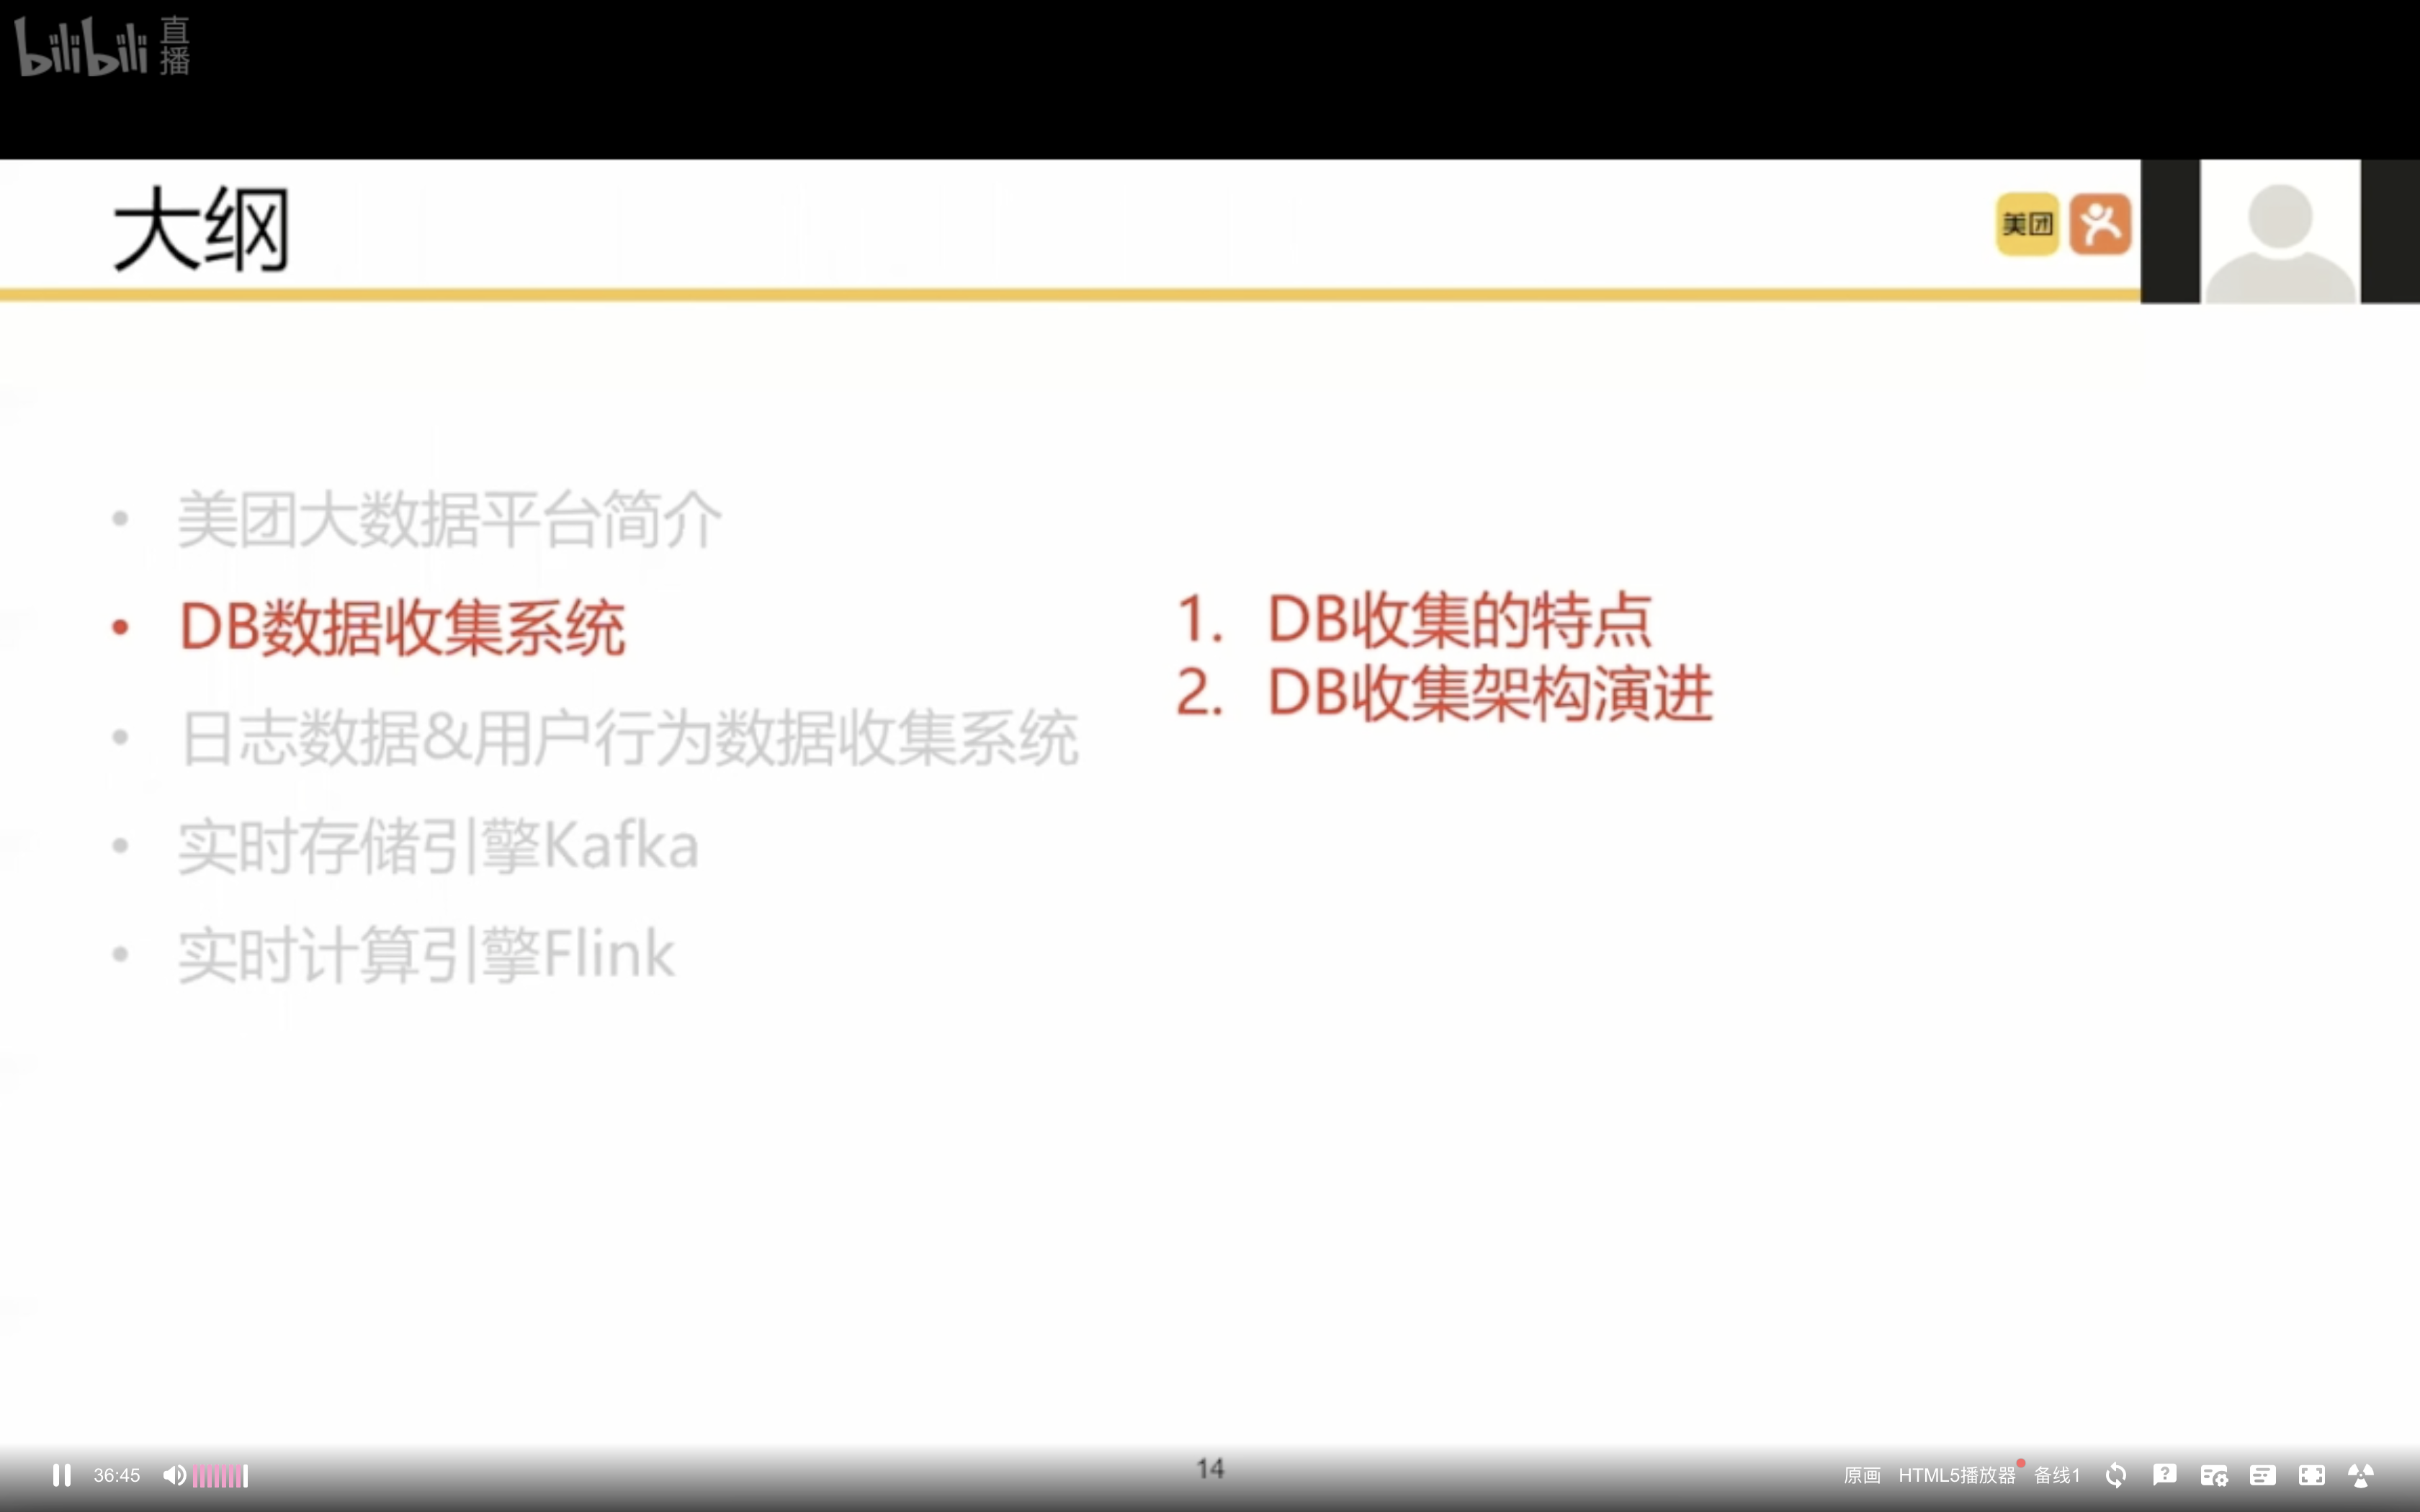 bilibili 直播
大纲
美团
• 美团大数据平台简介
• DB数据收集系统
1. DB收集的特点
2. DB收集架构演进
• 日志数据&用户行为数据收集系统
• 实时存储引擎Kafka
• 实时计算引擎Flink
14
36:45
原画 HTML5播放器 备线1